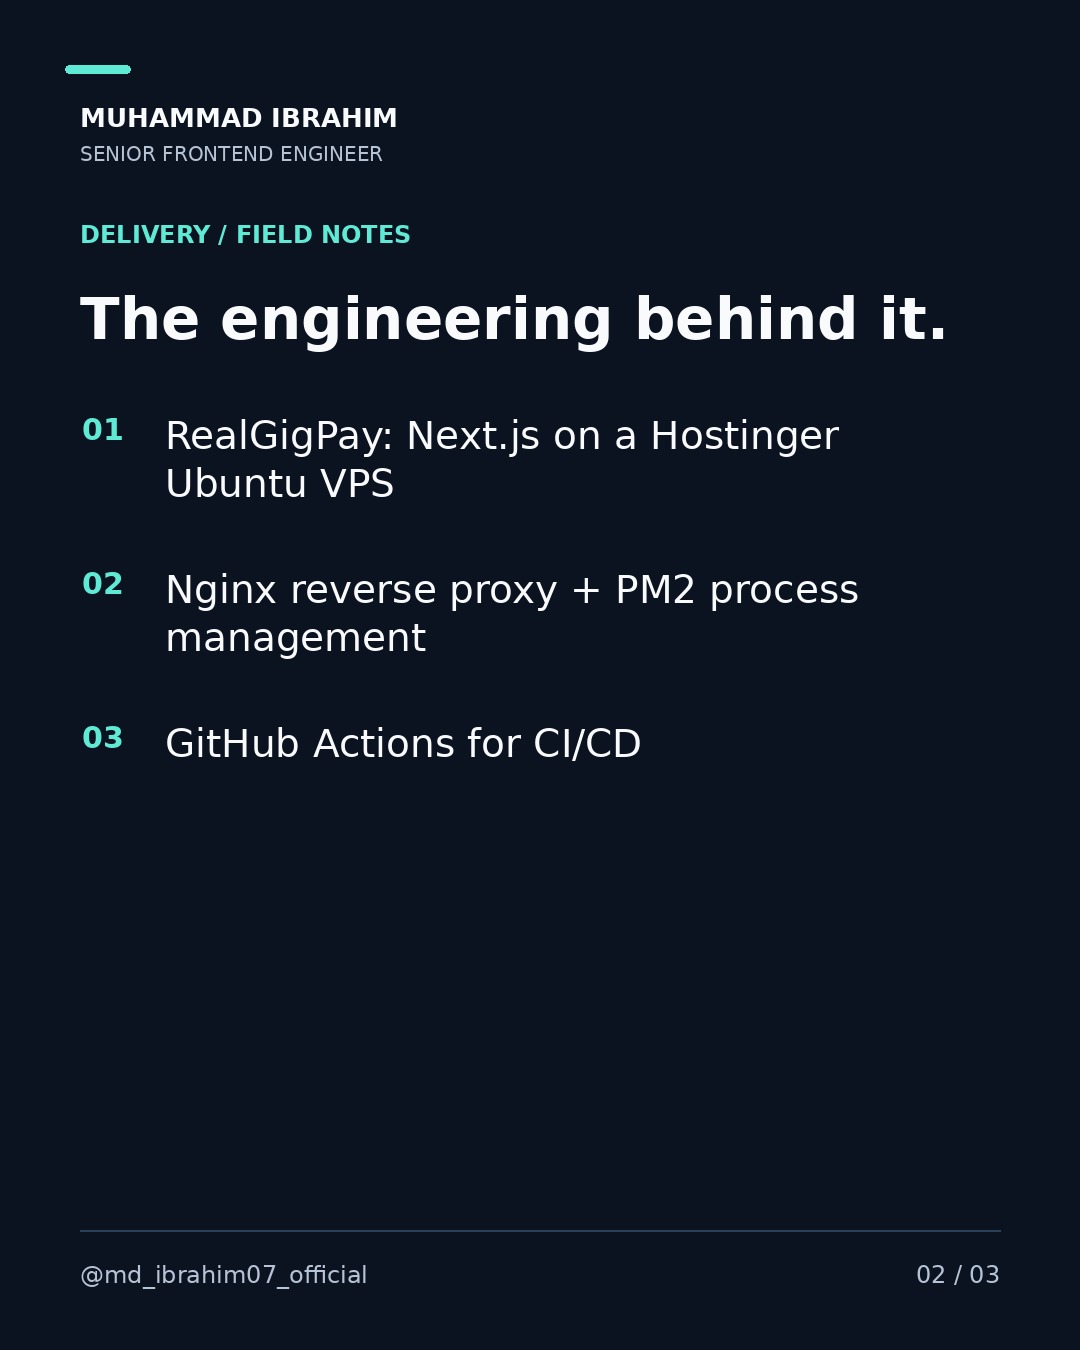 MUHAMMAD IBRAHIM
SENIOR FRONTEND ENGINEER
DELIVERY / FIELD NOTES
The engineering behind it.
01 RealGigPay: Next.js on a Hostinger
Ubuntu VPS
02 Nginx reverse proxy + PM2 process
management
03 GitHub Actions for CI/CD
@md_ibrahim07_official 02 / 03